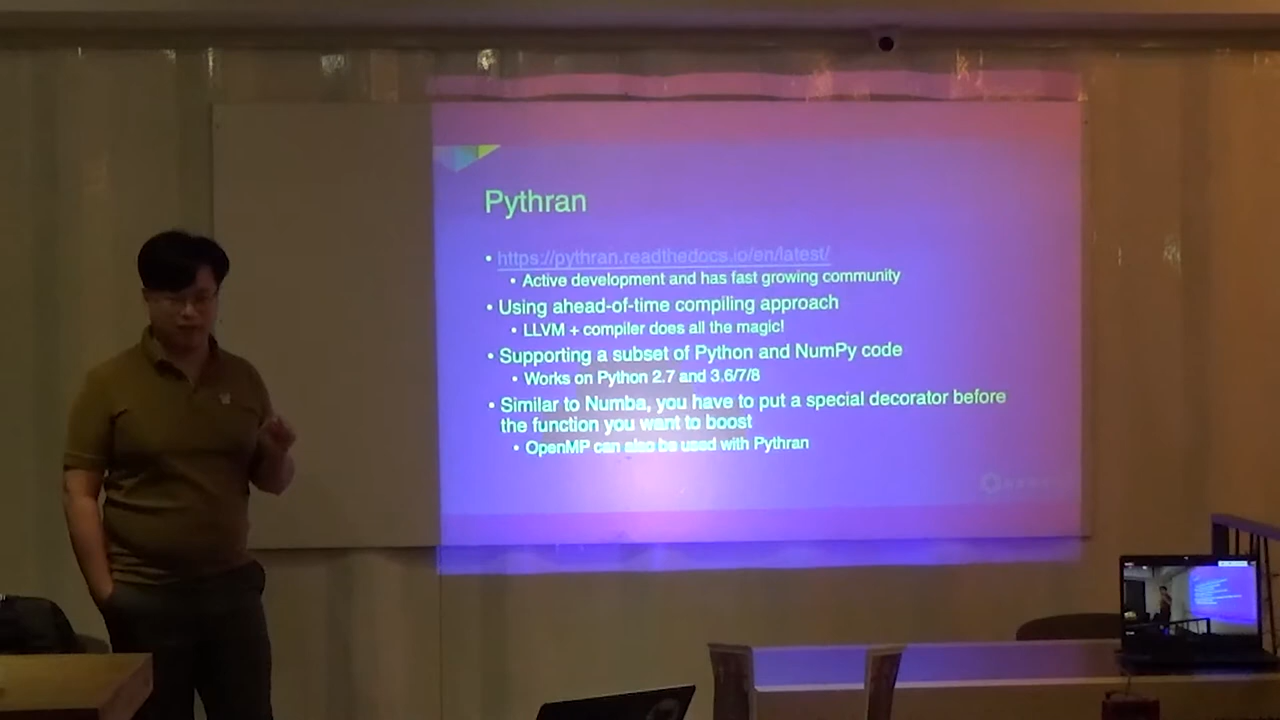 Pythran
• https://pythran.readthedocs.io/en/latest/
• Active development and has fast growing community
• Using ahead-of-time compiling approach
• LLVM + compiler does all the magic!
• Supporting a subset of Python and NumPy code
• Works on Python 2.7 and 3.6/7/8
• Similar to Numba, you have to put a special decorator before
the function you want to boost
• OpenMP can also be used with Pythran